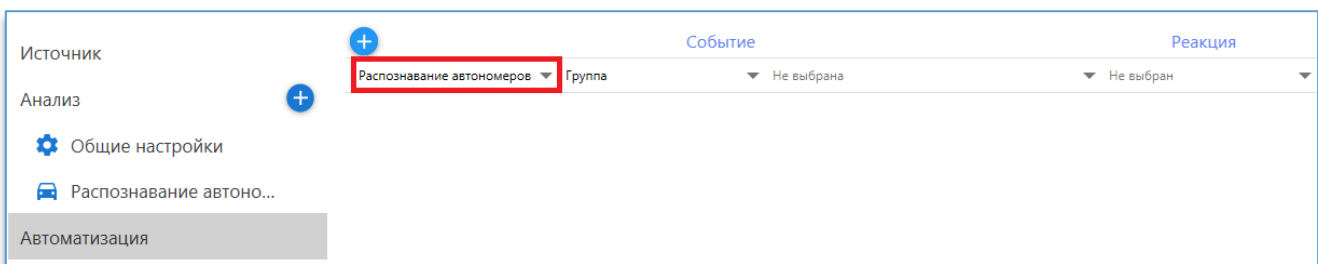 Источник
Анализ
Общие настройки
Распознавание автоно...
Автоматизация
Событие Реакция
Распознавание автономеров Группа Не выбрана Не выбран